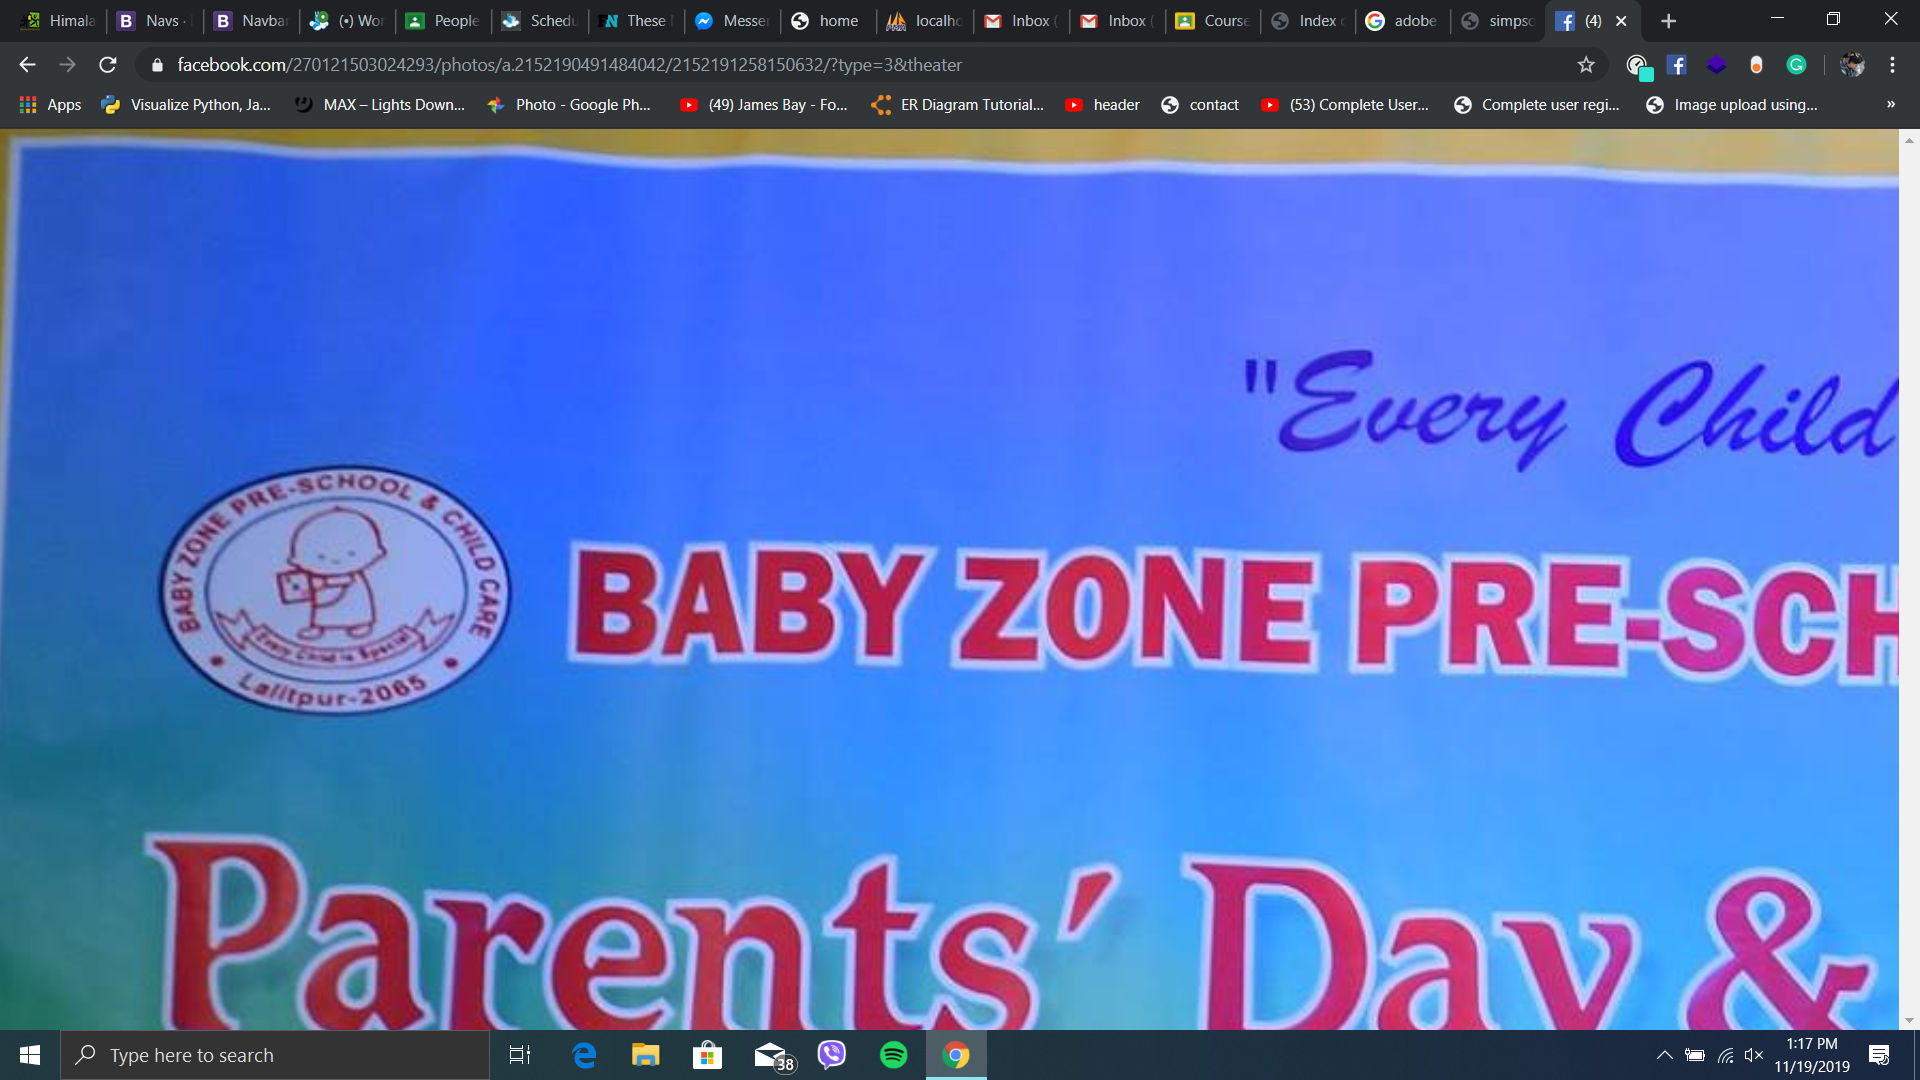 Himala
Navs
Navbar
(•) Wor
People
Schedu
These
Messen
home
localho
Inbox (
Inbox (
Course
Index o
adobe
simpso
(4)
facebook.com/270121503024293/photos/a.2152190491484042/2152191258150632/?type=3&theater
Apps
Visualize Python, Ja...
MAX – Lights Down...
Photo - Google Ph...
(49) James Bay - Fo...
ER Diagram Tutorial...
header
contact
(53) Complete User...
Complete user regi...
Image upload using...
»
"Every Child
BABY ZONE PRE-SCHOOL & CHILD CARE
Every Child is Special
Lalitpur-2065
BABY ZONE PRE-SCH
Parents' Day &
Type here to search
38
1:17 PM
11/19/2019